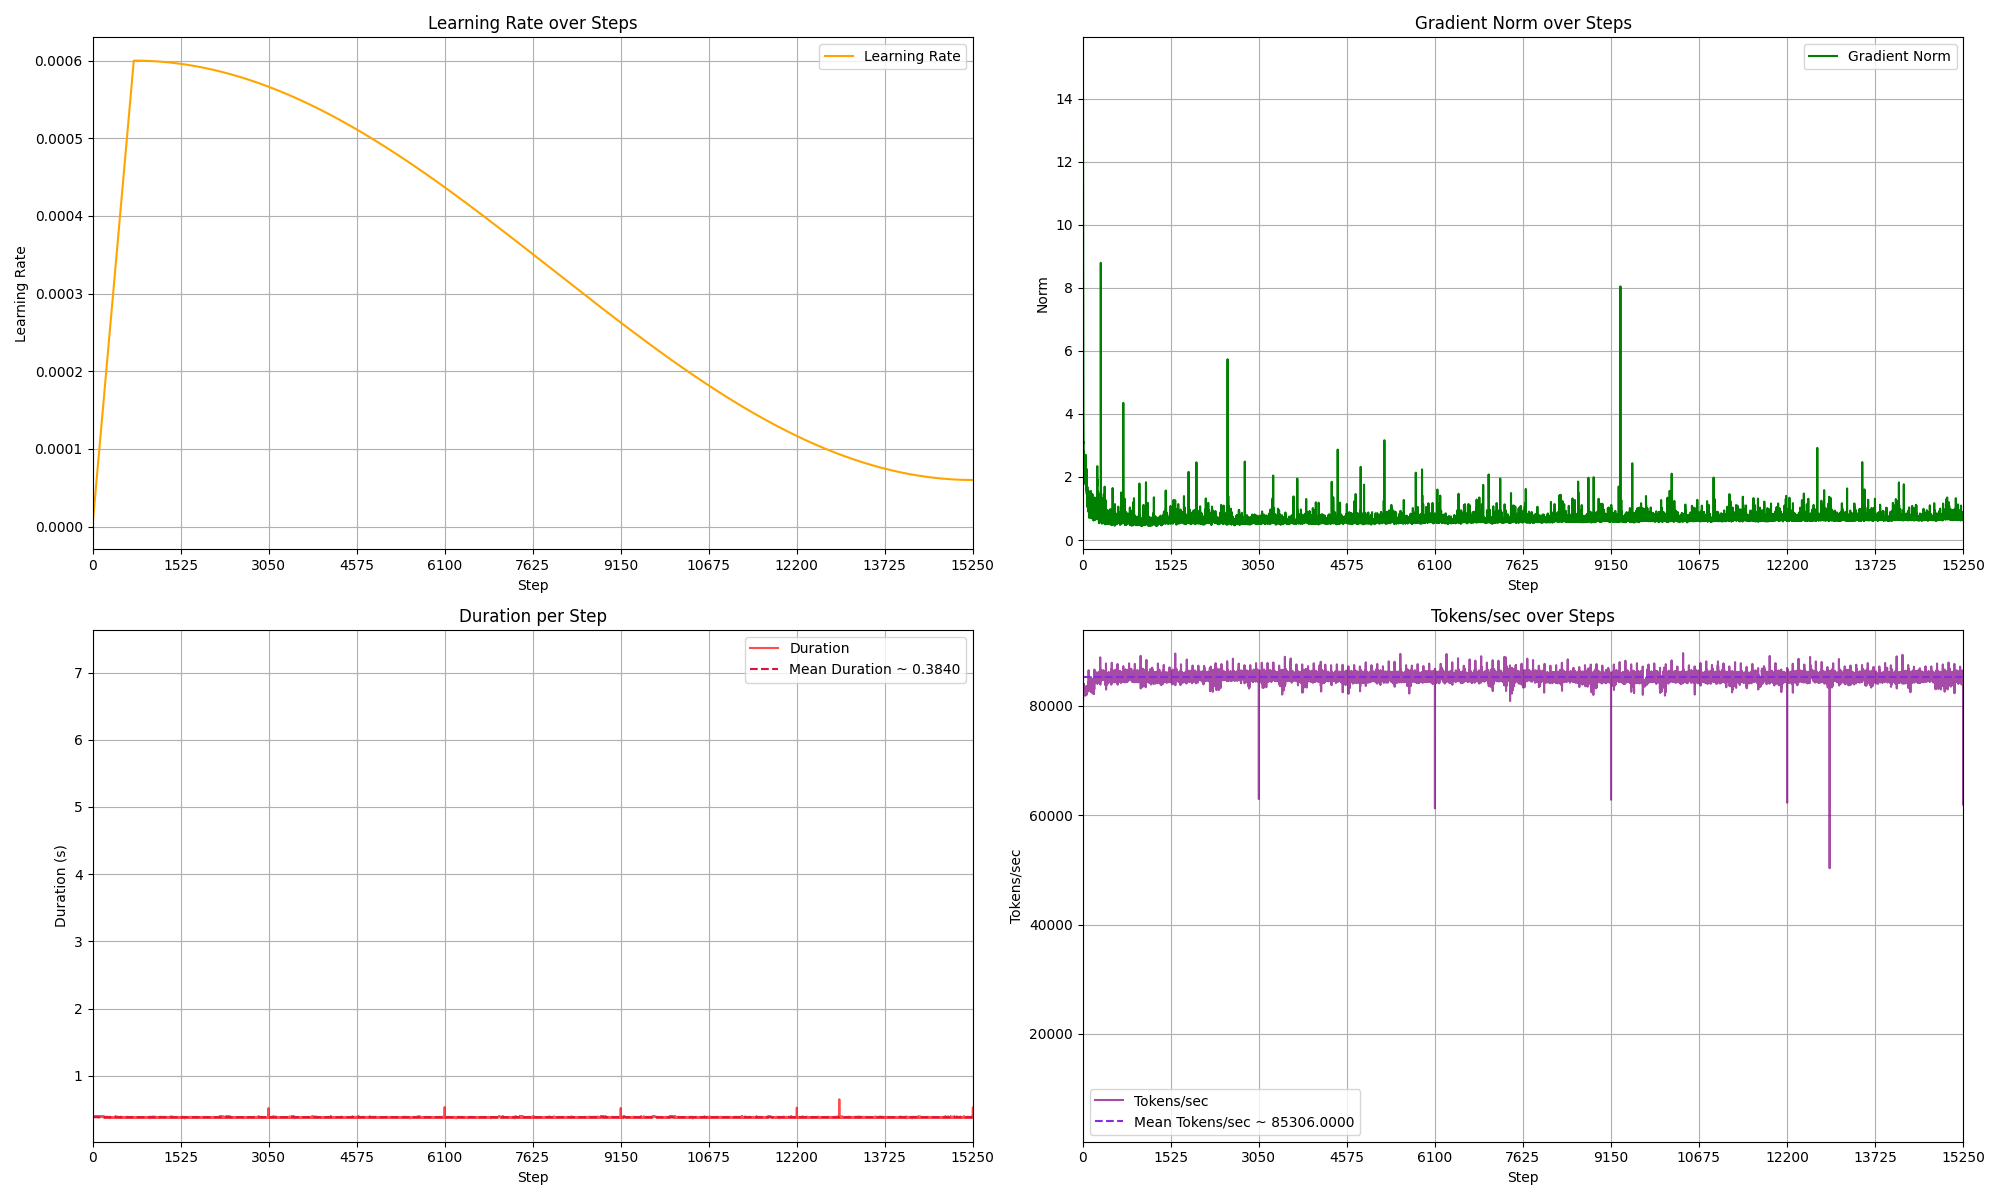 Learning Rate over Steps
Learning Rate
0.0006
0.0005
0.0004
0.0003
0.0002
0.0001
0.0000
Learning Rate
0 1525 3050 4575 6100 7625 9150 10675 12200 13725 15250
Step
Gradient Norm over Steps
Gradient Norm
14
12
10
8
6
4
2
0
Norm
0 1525 3050 4575 6100 7625 9150 10675 12200 13725 15250
Step
Duration per Step
Duration
Mean Duration ~ 0.3840
7
6
5
4
3
2
1
Duration (s)
0 1525 3050 4575 6100 7625 9150 10675 12200 13725 15250
Step
Tokens/sec over Steps
80000
60000
40000
20000
Tokens/sec
Tokens/sec
Mean Tokens/sec ~ 85306.0000
0 1525 3050 4575 6100 7625 9150 10675 12200 13725 15250
Step